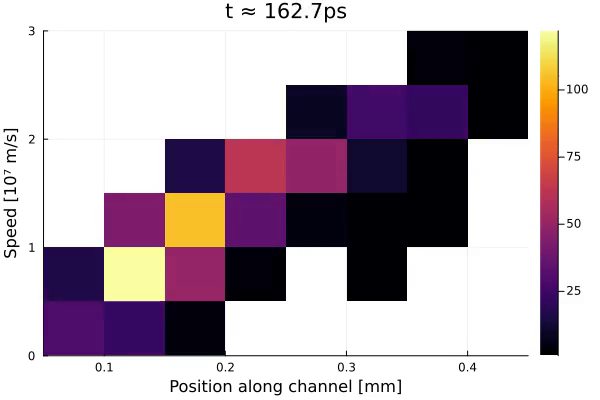 t ≈ 162.7ps
3
2
1
0
Speed [10⁷ m/s]
0.1 0.2 0.3 0.4
Position along channel [mm]
100
75
50
25